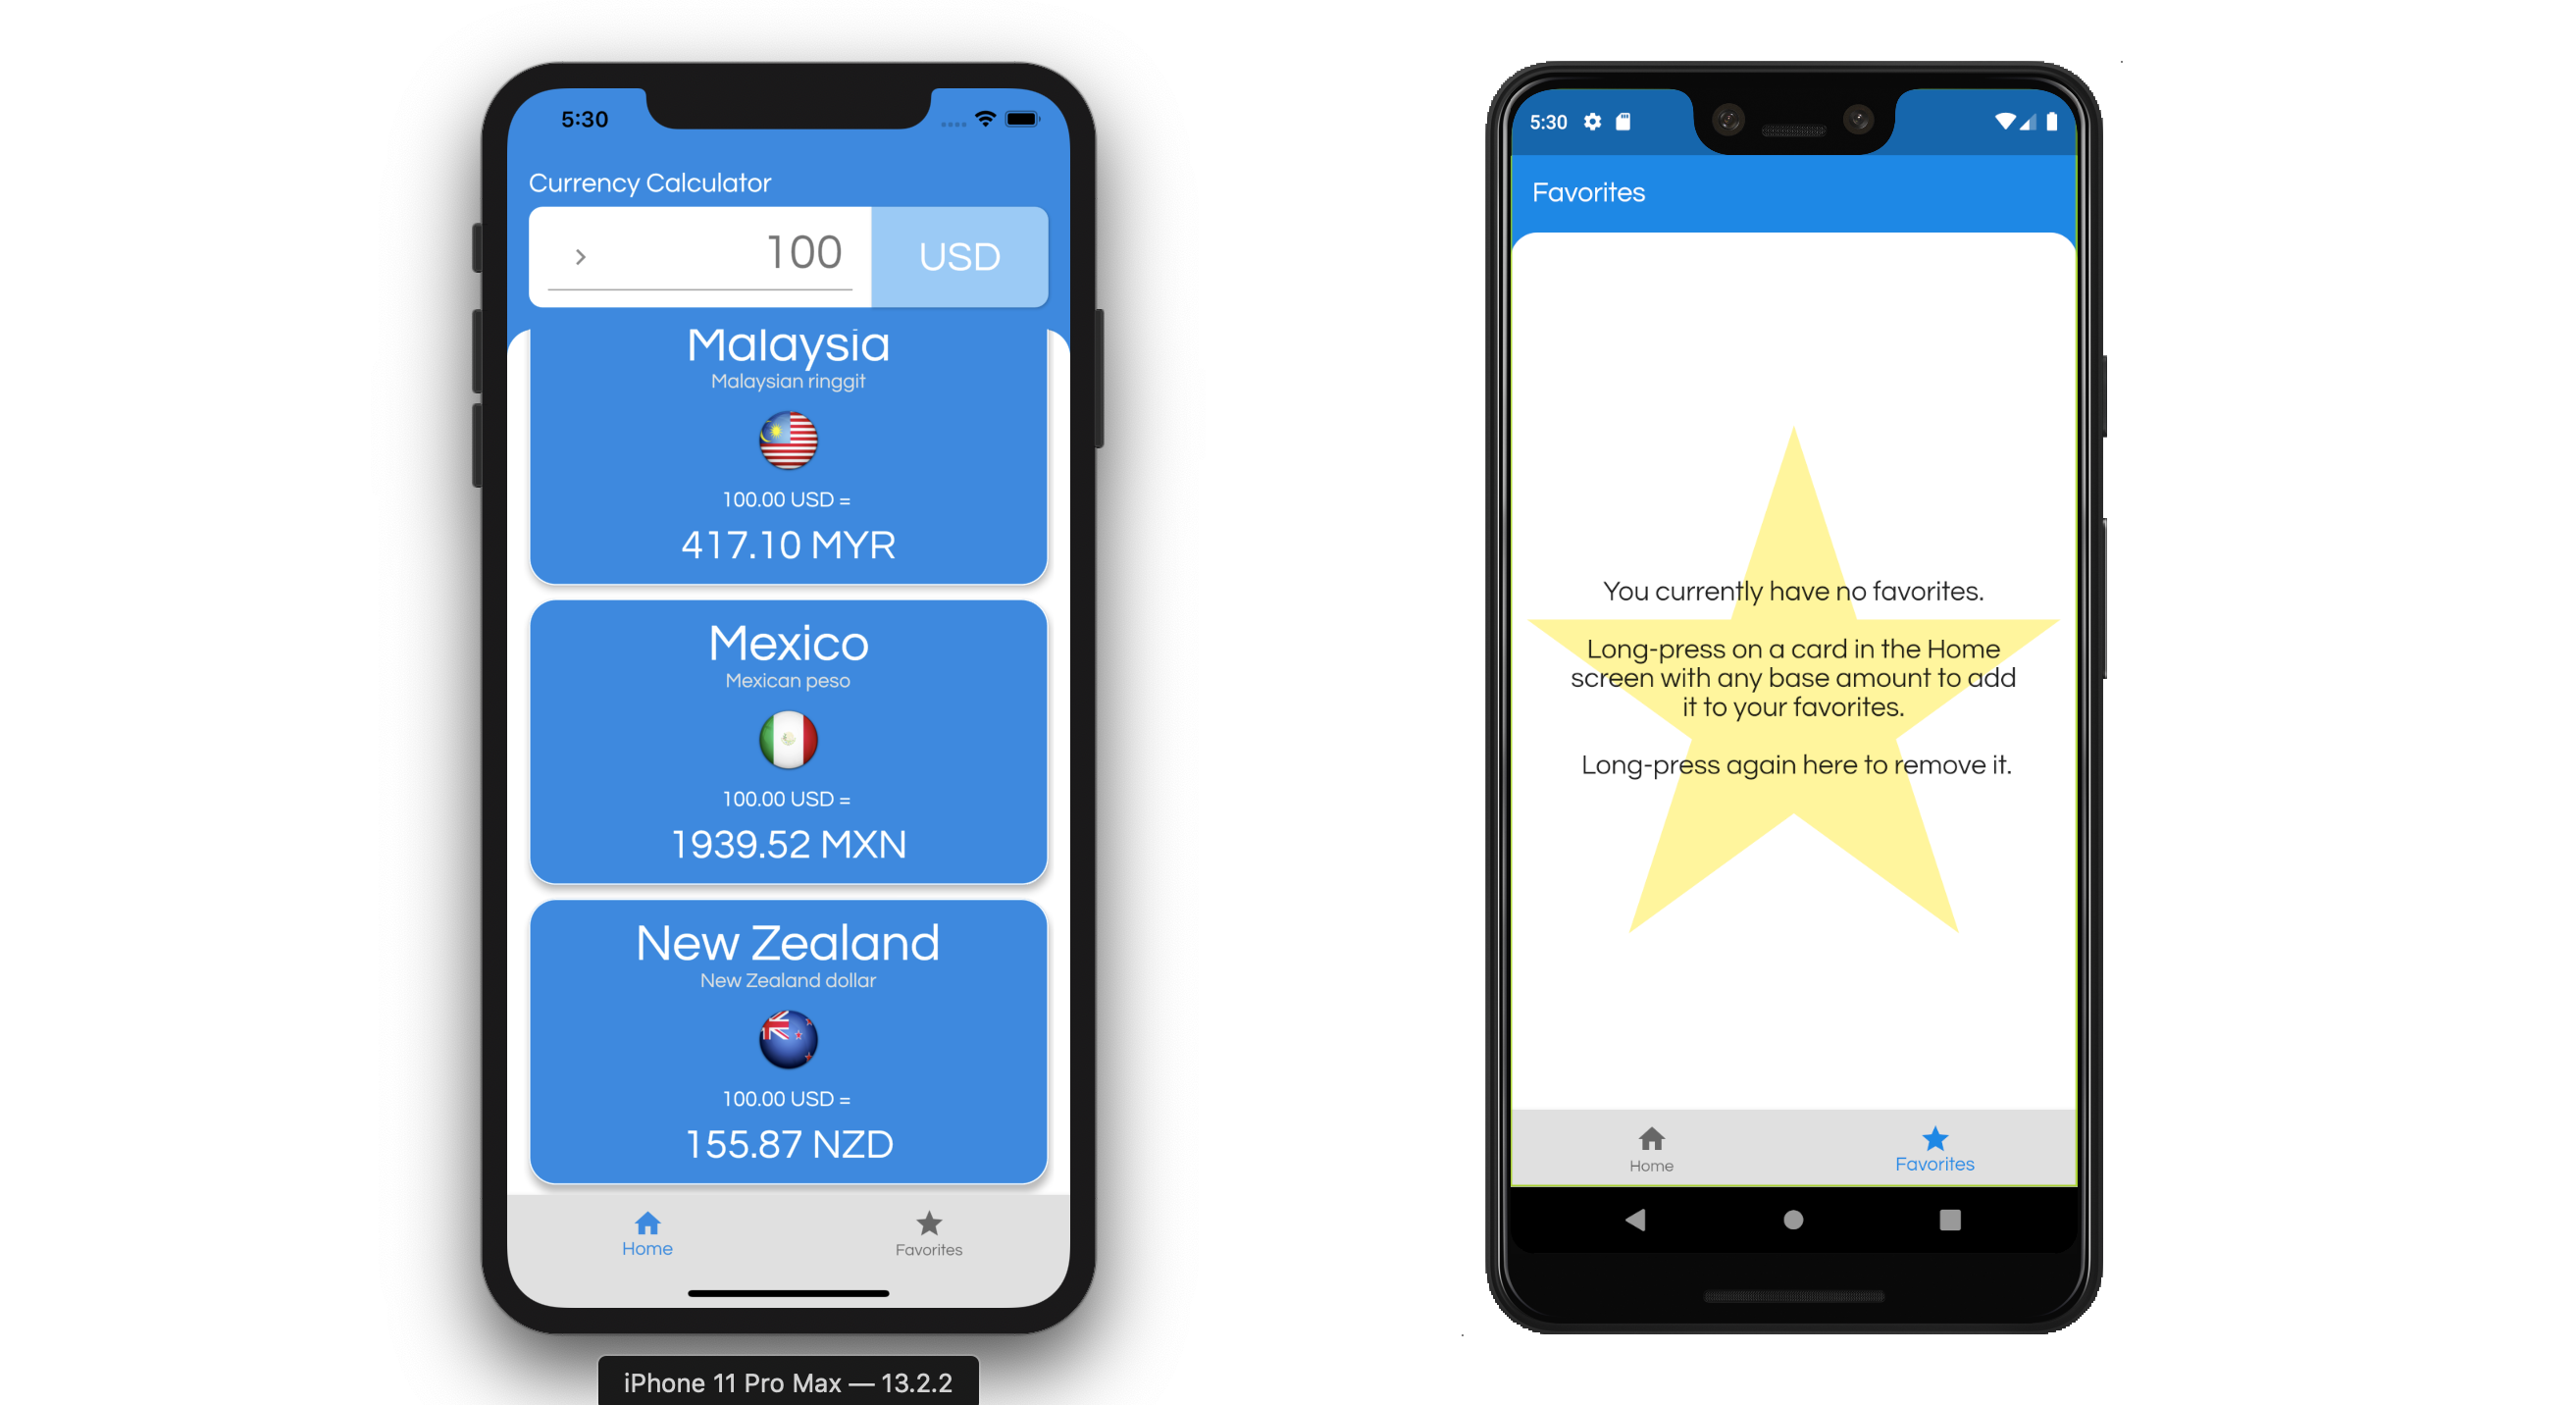 5:30
Currency Calculator
100
USD
Malaysia
Malaysian ringgit
100.00 USD =
417.10 MYR
Mexico
Mexican peso
100.00 USD =
1939.52 MXN
New Zealand
New Zealand dollar
100.00 USD =
155.87 NZD
Home
Favorites
iPhone 11 Pro Max — 13.2.2
5:30
Favorites
You currently have no favorites.
Long-press on a card in the Home
screen with any base amount to add
it to your favorites.
Long-press again here to remove it.
Home
Favorites